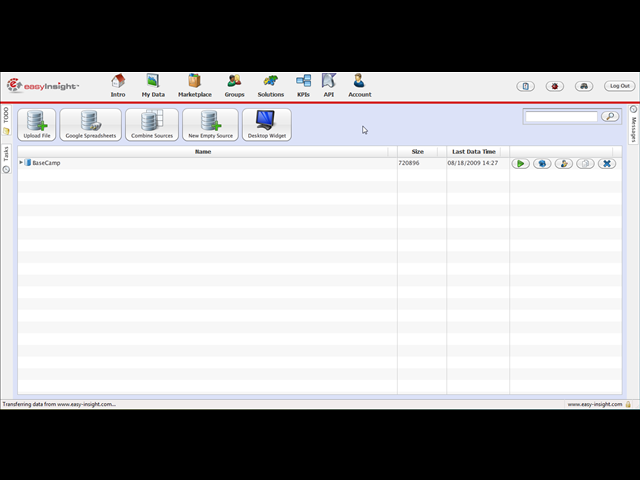 easyinsight™
Intro My Data Marketplace Groups Solutions KPIs API Account Log Out
TODO
Tasks
Messages
Upload File Google Spreadsheets Combine Sources New Empty Source Desktop Widget
Name Size Last Data Time
BaseCamp 720896 08/18/2009 14:27
Transferring data from www.easy-insight.com... www.easy-insight.com